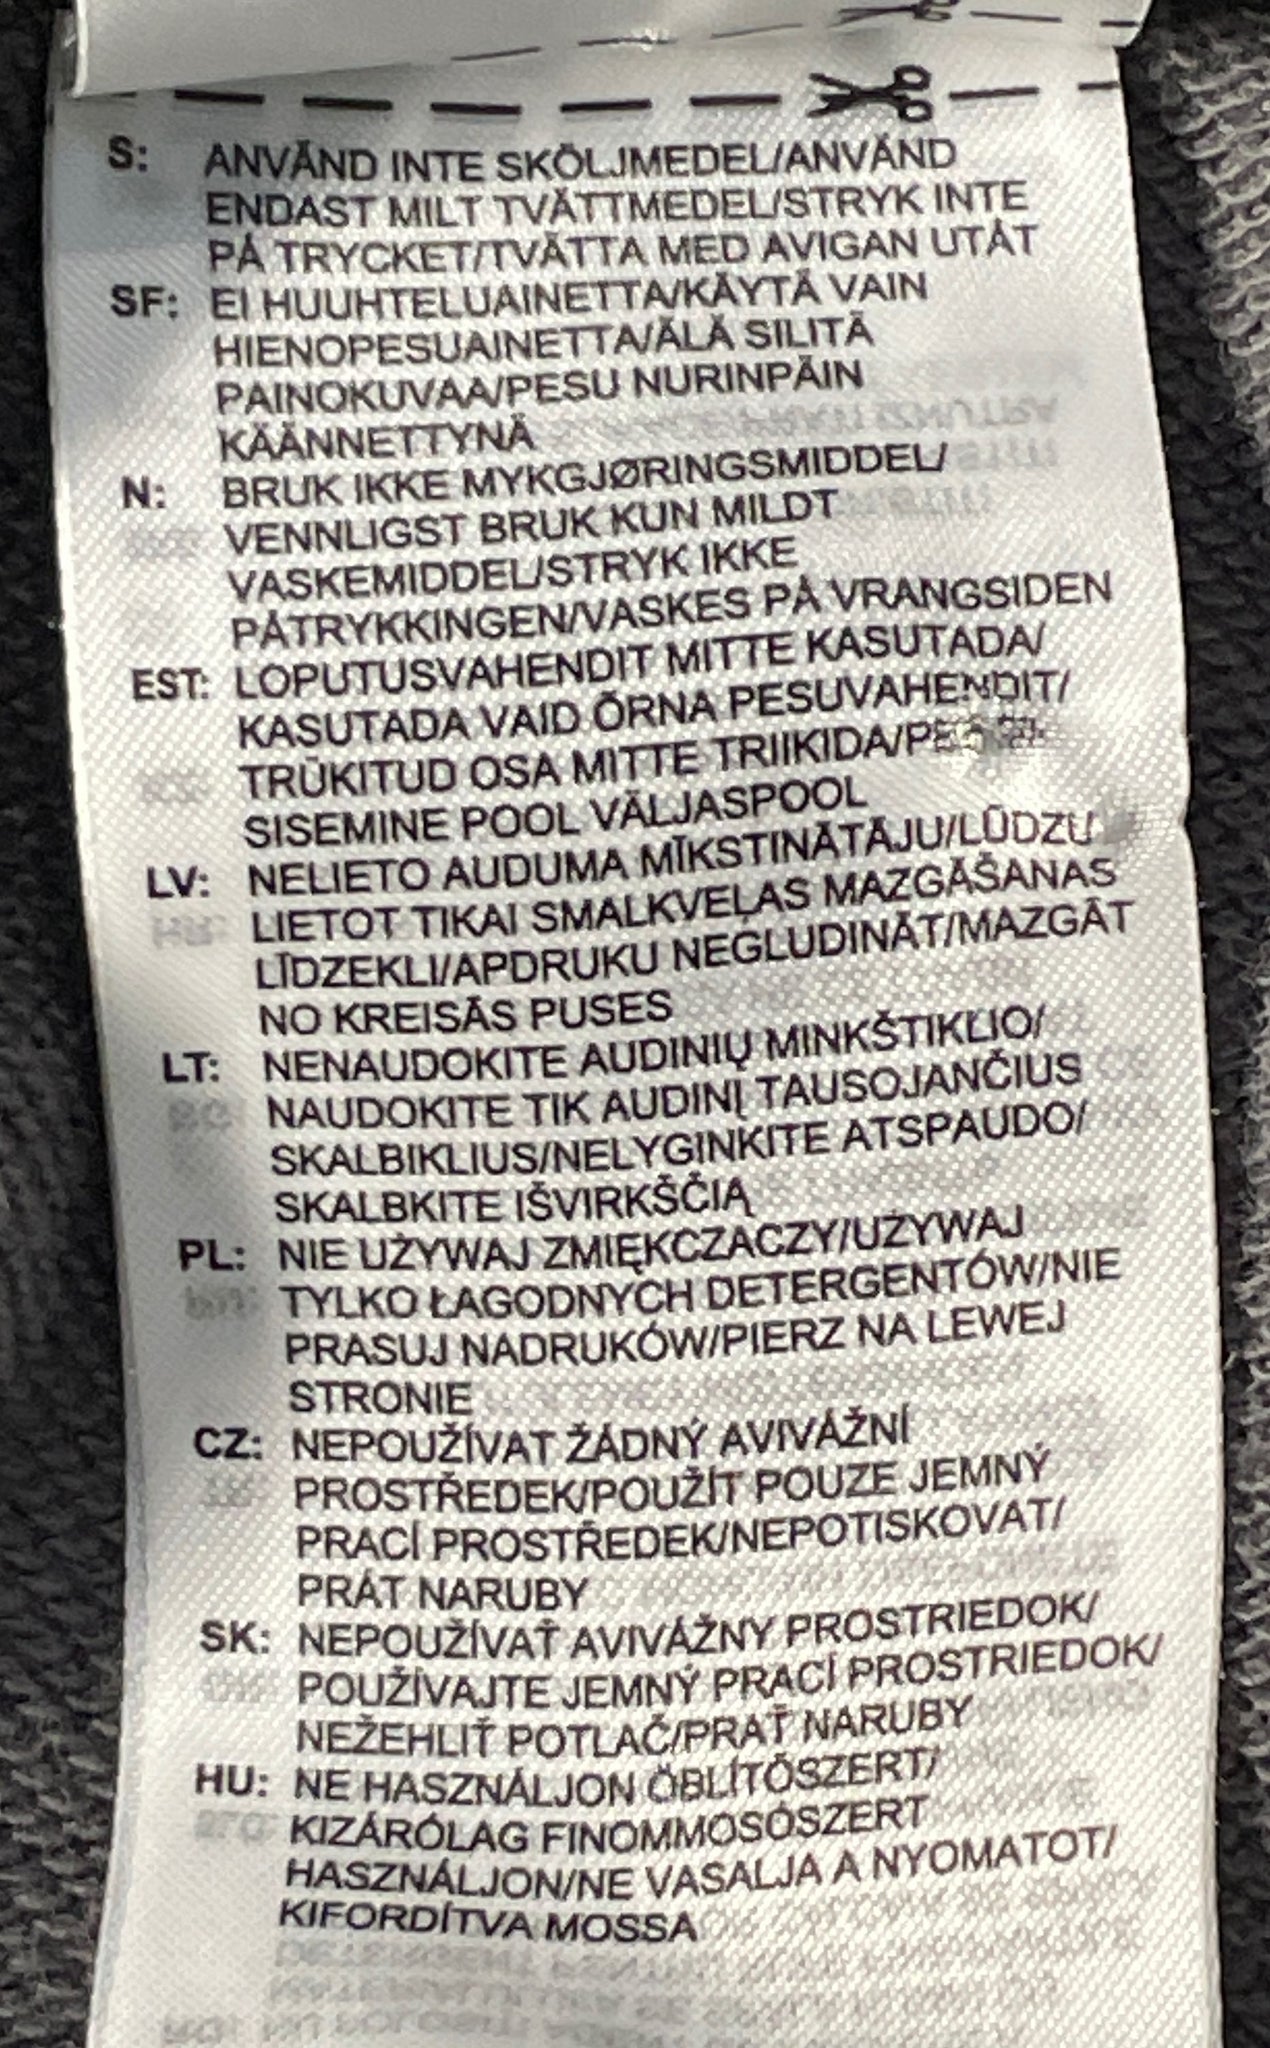 S: ANVÄND INTE SKÖLJMEDEL/ANVÄND
ENDAST MILT TVÄTTMEDEL/STRYK INTE
PÅ TRYCKET/TVÄTTA MED AVIGAN UTÅT
SF: EI HUUHTELUAINETTA/KÄYTÄ VAIN
HIENOPESUAINETTA/ÄLÄ SILITÄ
PAINOKUVAA/PESU NURINPÄIN
KÄÄNNETTYNÄ
N: BRUK IKKE MYKGJØRINGSMIDDEL/
VENNLIGST BRUK KUN MILDT
VASKEMIDDEL/STRYK IKKE
PÅTRYKKINGEN/VASKES PÅ VRANGSIDEN
EST: LOPUTUSVAHENDIT MITTE KASUTADA/
KASUTADA VAID ÕRNA PESUVAHENDIT/
TRÜKITUD OSA MITTE TRIIKIDA/
SISEMINE POOL VÄLJASPOOL
LV: NELIETO AUDUMA MĪKSTINĀTĀJU/LŪDZU
LIETOT TIKAI SMALKVEĻAS MAZGĀŠANAS
LĪDZEKLI/APDRUKU NEGLUDINĀT/MAZGĀT
NO KREISĀS PUSES
LT: NENAUDOKITE AUDINIŲ MINKŠTIKLIO/
NAUDOKITE TIK AUDINĮ TAUSOJANČIUS
SKALBIKLIUS/NELYGINKITE ATSPAUDO/
SKALBKITE IŠVIRKŠČIĄ
PL: NIE UŻYWAJ ZMIĘKCZACZY/UŻYWAJ
TYLKO ŁAGODNYCH DETERGENTÓW/NIE
PRASUJ NADRUKÓW/PIERZ NA LEWEJ
STRONIE
CZ: NEPOUŽÍVAT ŽÁDNÝ AVIVÁŽNÍ
PROSTŘEDEK/POUŽÍT POUZE JEMNÝ
PRACÍ PROSTŘEDEK/NEPOTISKOVAT/
PRÁT NARUBY
SK: NEPOUŽÍVAŤ AVIVÁŽNY PROSTRIEDOK/
POUŽÍVAJTE JEMNÝ PRACÍ PROSTRIEDOK/
NEŽEHLIŤ POTLAČ/PRAŤ NARUBY
HU: NE HASZNÁLJON ÖBLÍTŐSZERT/
KIZÁRÓLAG FINOMMOSÓSZERT
HASZNÁLJON/NE VASALJA A NYOMATOT/
KIFORDÍTVA MOSSA